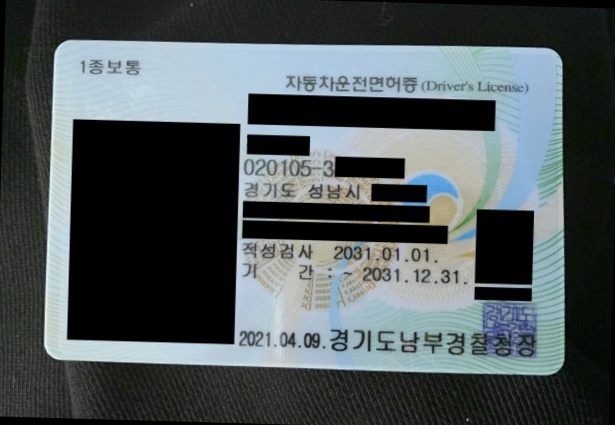 1종보통
자동차운전면허증 (Driver's License)
020105-3
경기도 성남시
적성검사 2031.01.01.
기 간 : ~ 2031.12.31.
2021.04.09. 경기도남부경찰청장